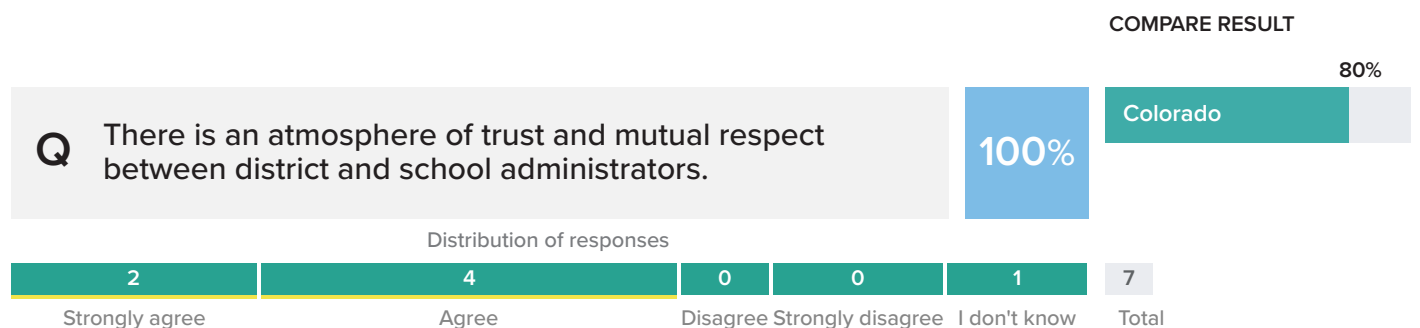 COMPARE RESULT
80%
Q There is an atmosphere of trust and mutual respect
between district and school administrators.
100%
Colorado
Distribution of responses
2 4 0 0 1 7
Strongly agree Agree Disagree Strongly disagree I don't know Total